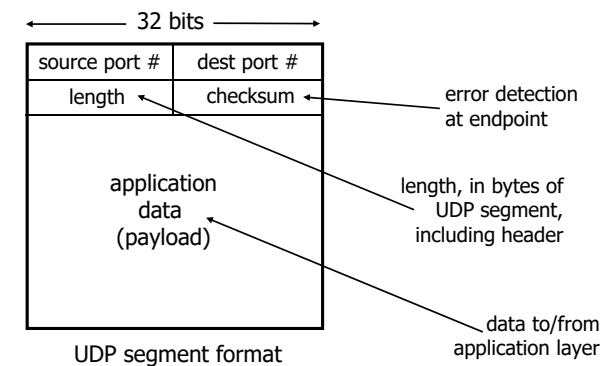 32 bits
source port # dest port #
length checksum
error detection
at endpoint
application
data
(payload)
length, in bytes of
UDP segment,
including header
data to/from
application layer
UDP segment format